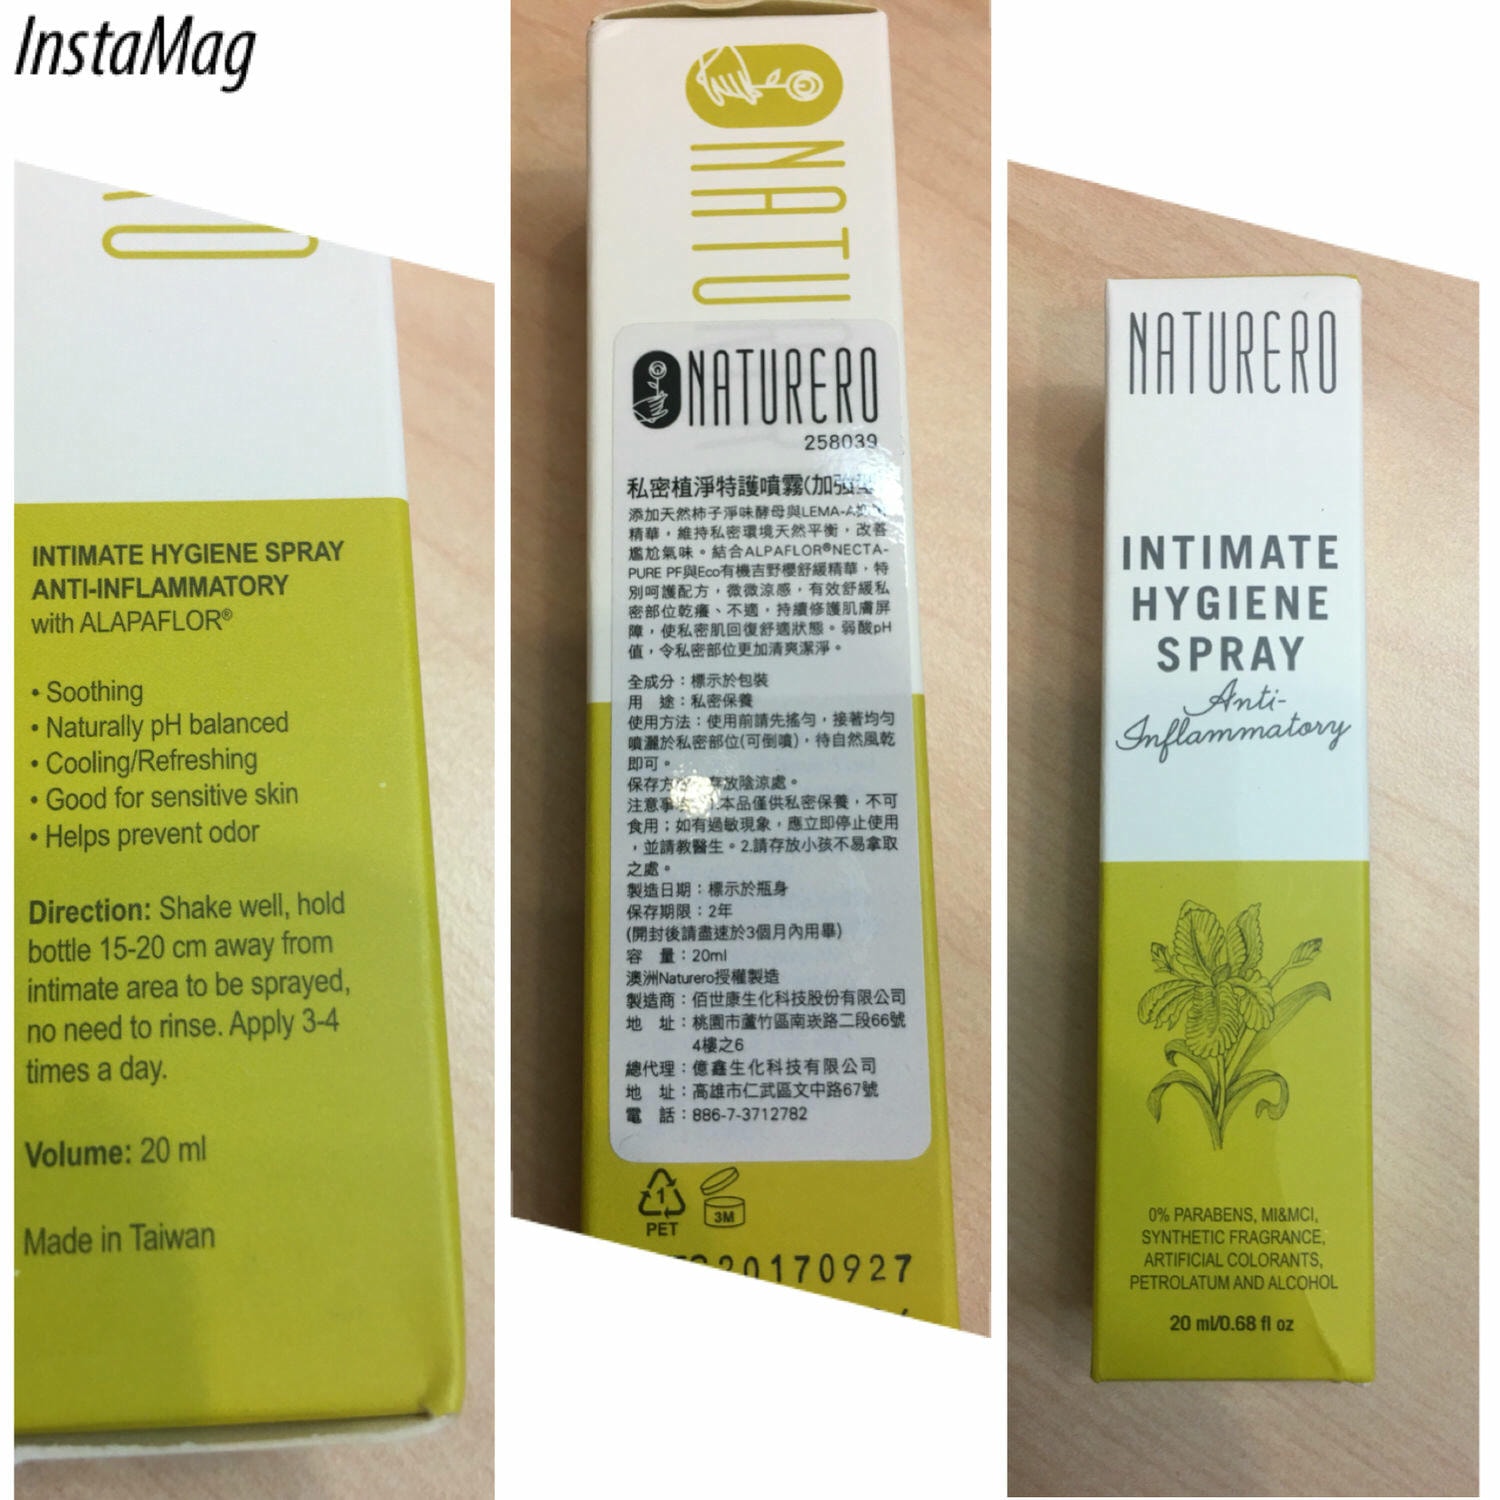 InstaMag
INTIMATE HYGIENE SPRAY
ANTI-INFLAMMATORY
with ALAPAFLOR®
• Soothing
• Naturally pH balanced
• Cooling/Refreshing
• Good for sensitive skin
• Helps prevent odor
Direction: Shake well, hold
bottle 15-20 cm away from
intimate area to be sprayed,
no need to rinse. Apply 3-4
times a day.
Volume: 20 ml
Made in Taiwan
NATU
NATURERO
258039
私密植淨特護噴霧(加強
添加天然柿子淨味酵母與LEMA-A
精華，維持私密環境天然平衡，改善
尷尬氣味。結合ALPAFLOR®NECTA-
PURE PF與Eco有機吉野櫻舒緩精華，特
別呵護配方，微微涼感，有效舒緩私
密部位乾癢、不適，持續修護肌膚屏
障，使私密肌回復舒適狀態。弱酸pH
值，令私密部位更加清爽潔淨。
全成分：標示於包裝
用 途：私密保養
使用方法：使用前請先搖勻，接著均勻
噴灑於私密部位(可倒噴)，待自然風乾
即可。
保存方 存放陰涼處。
注意事 本品僅供私密保養，不可
食用；如有過敏現象，應立即停止使用
，並請教醫生。2.請存放小孩不易拿取
之處。
製造日期：標示於瓶身
保存期限：2年
(開封後請盡速於3個月內用畢)
容 量：20ml
澳洲Naturero授權製造
製造商：佰世康生化科技股份有限公司
地 址：桃園市蘆竹區南崁路二段66號
4樓之6
總代理：億鑫生化科技有限公司
地 址：高雄市仁武區文中路67號
電 話：886-7-3712782
1
PET
3M
20170927
NATURERO
INTIMATE
HYGIENE
SPRAY
Anti-
Inflammatory
0% PARABENS, MI&MCI,
SYNTHETIC FRAGRANCE,
ARTIFICIAL COLORANTS,
PETROLATUM AND ALCOHOL
20 ml/0.68 fl oz